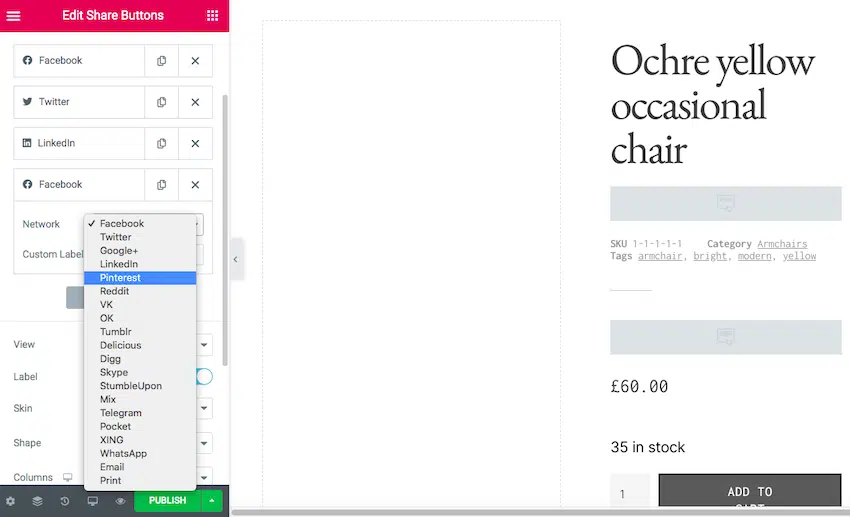 Edit Share Buttons
Facebook
Twitter
LinkedIn
Facebook
Network
Custom Label
✓ Facebook
Twitter
Google+
LinkedIn
Pinterest
Reddit
VK
OK
Tumblr
Delicious
Digg
Skype
StumbleUpon
Mix
Telegram
Pocket
XING
WhatsApp
Email
Print
View
Label
Skin
Shape
Columns
PUBLISH
Ochre yellow
occasional
chair
SKU 1-1-1-1-1 Category Armchairs
Tags armchair, bright, modern, yellow
£60.00
35 in stock
1
ADD TO
CART